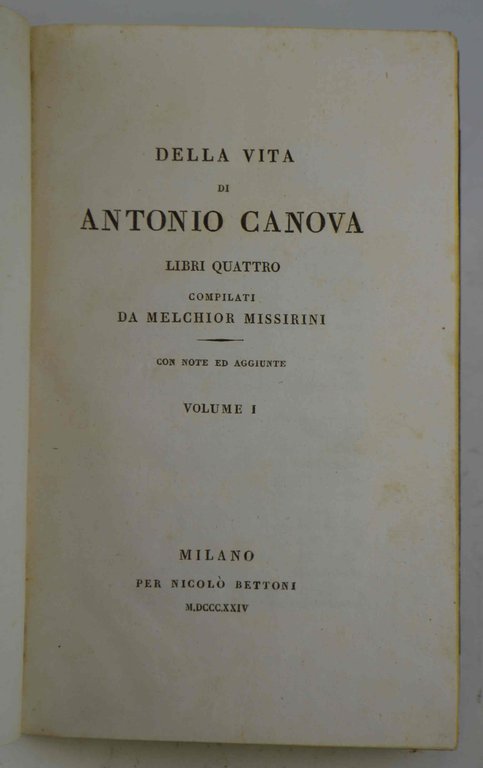 DELLA VITA
DI
ANTONIO CANOVA
LIBRI QUATTRO
COMPILATI
DA MELCHIOR MISSIRINI
CON NOTE ED AGGIUNTE
VOLUME I
MILANO
PER NICOLÒ BETTONI
M.DCCC.XXIV